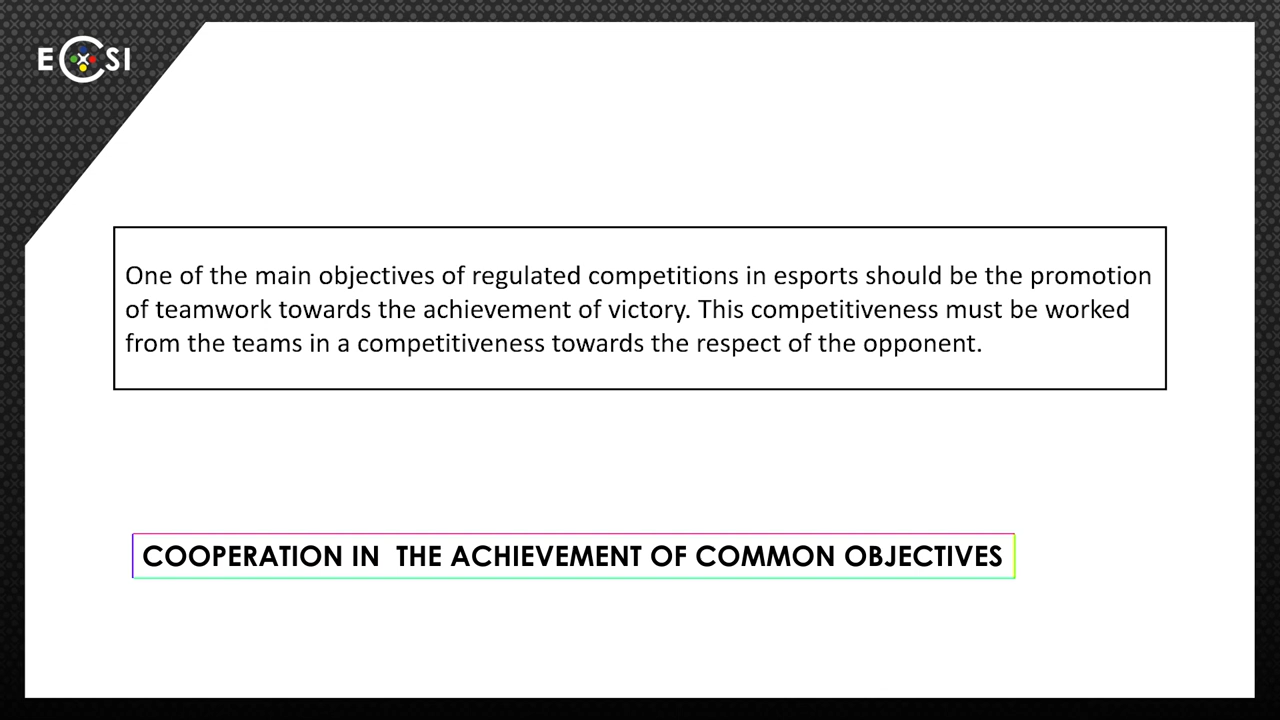 ECSI
One of the main objectives of regulated competitions in esports should be the promotion
of teamwork towards the achievement of victory. This competitiveness must be worked
from the teams in a competitiveness towards the respect of the opponent.
COOPERATION IN  THE ACHIEVEMENT OF COMMON OBJECTIVES